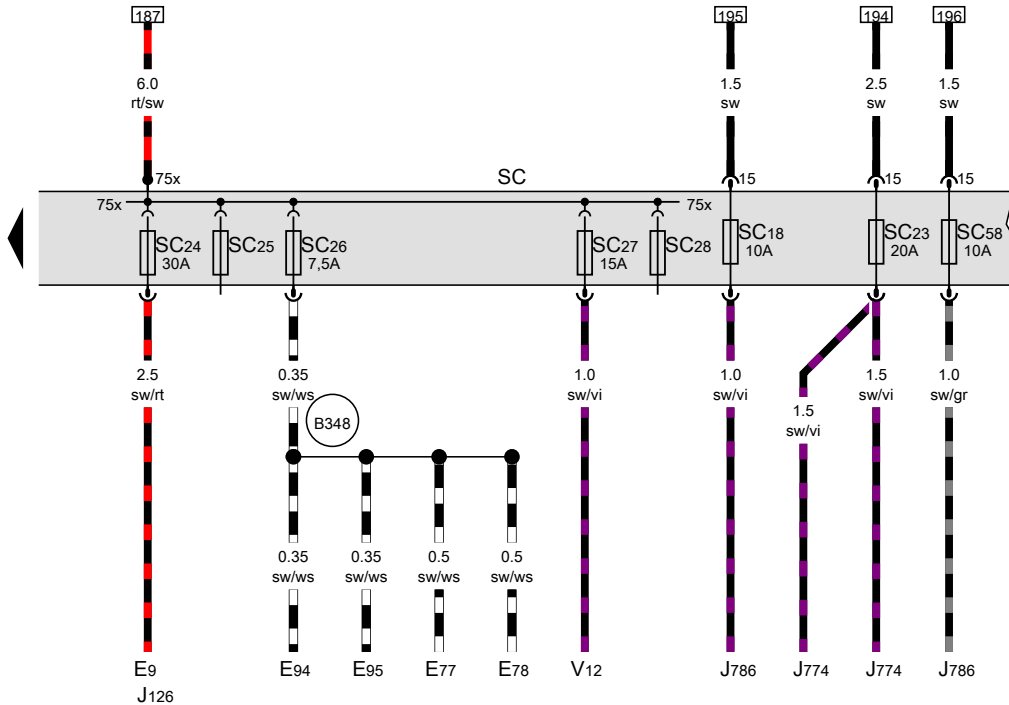 187 195 194 196
6.0 1.5 2.5 1.5
rt/sw sw sw sw
75x SC 15 15 15
75x 75x
SC24 SC25 SC26 SC27 SC28 SC18 SC23 SC58
30A 7,5A 15A 10A 20A 10A
2.5 0.35 1.0 1.0 1.5 1.0
sw/rt sw/ws sw/vi sw/vi sw/vi sw/gr
B348
1.5
sw/vi
0.35 0.35 0.5 0.5
sw/ws sw/ws sw/ws sw/ws
E9 E94 E95 E77 E78 V12 J786 J774 J774 J786
J126